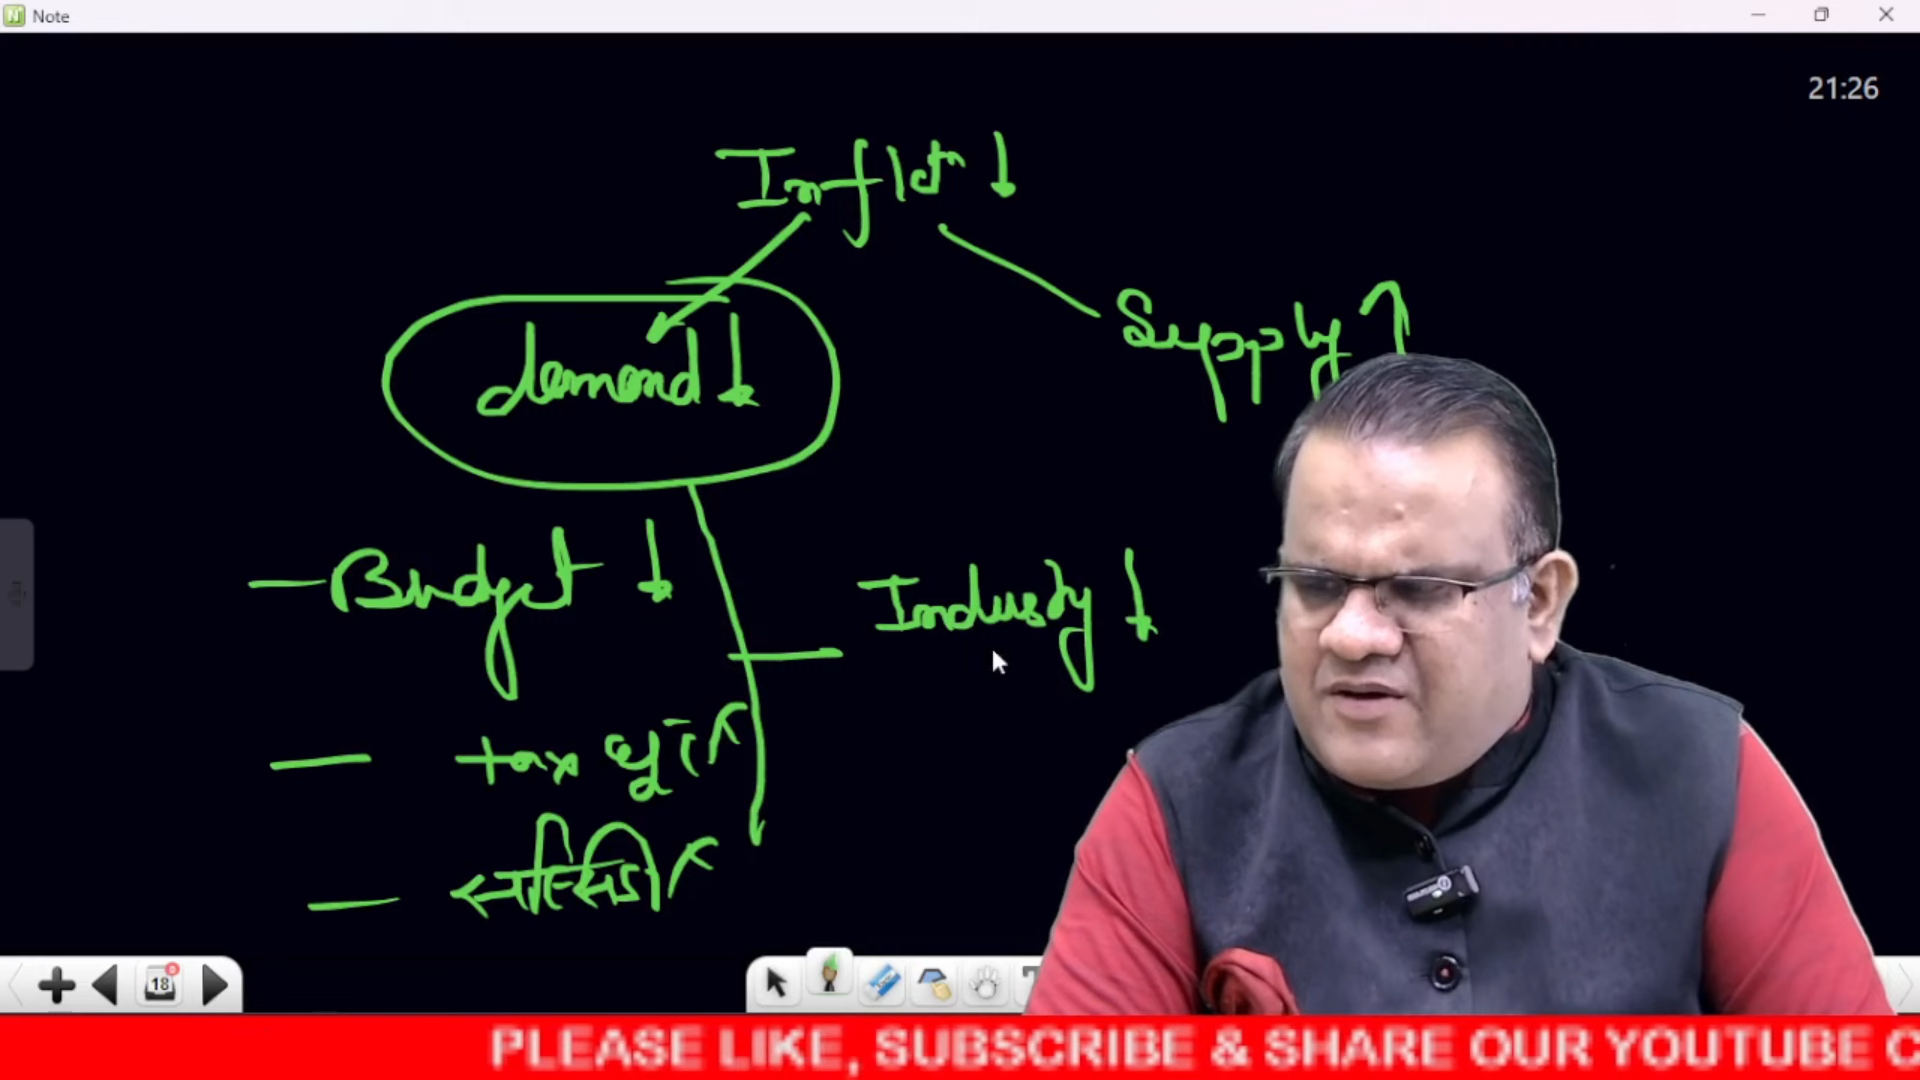 Note
21:26
Inflatn ↓
demand ↓
Supply ↑
— Budget ↓
Industry ↓
— tax
— सब्सिडी
18
PLEASE LIKE, SUBSCRIBE & SHARE OUR YOUTUBE C